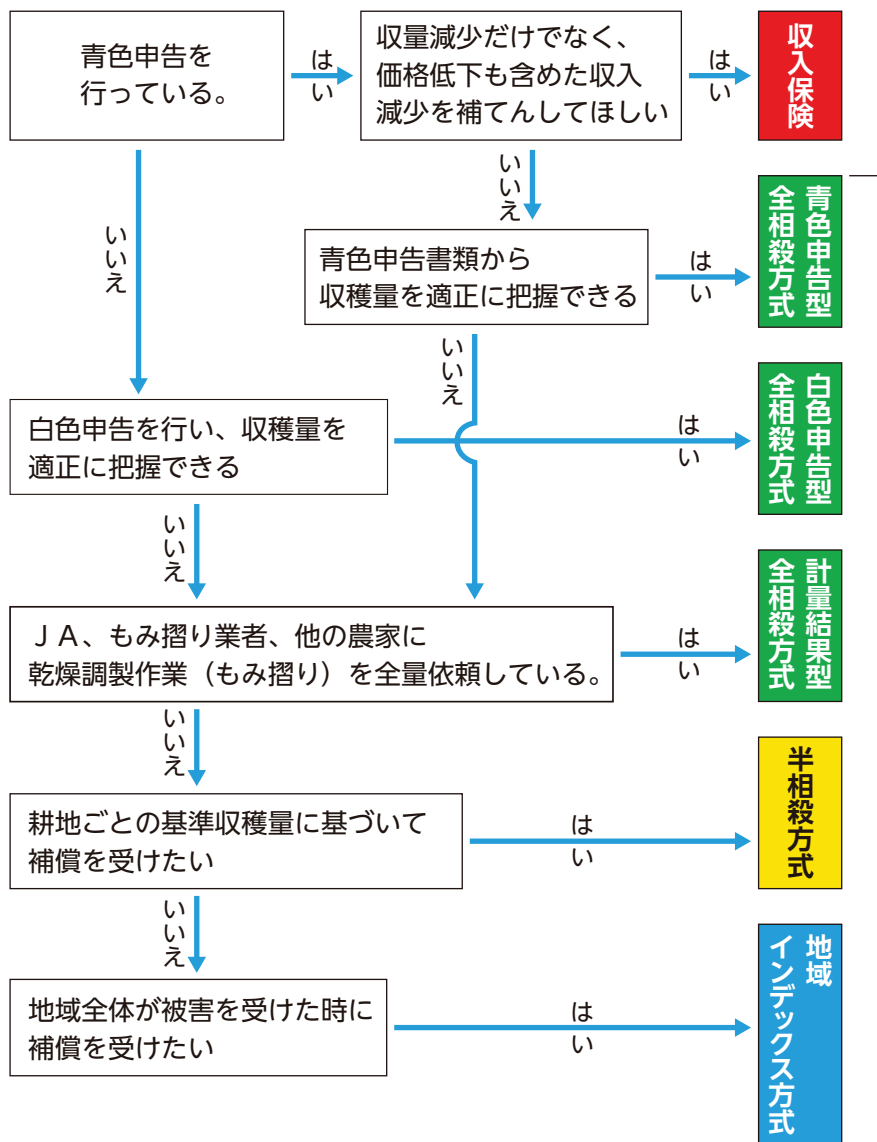 青色申告を
行っている。
はい
収量減少だけでなく、
価格低下も含めた収入
減少を補てんしてほしい
はい
収入保険
いいえ
いいえ
青色申告書類から
収穫量を適正に把握できる
はい
青色申告型
全相殺方式
いいえ
白色申告を行い、収穫量を
適正に把握できる
はい
白色申告型
全相殺方式
いいえ
ＪＡ、もみ摺り業者、他の農家に
乾燥調製作業（もみ摺り）を全量依頼している。
はい
計量結果型
全相殺方式
いいえ
耕地ごとの基準収穫量に基づいて
補償を受けたい
はい
半相殺方式
いいえ
地域全体が被害を受けた時に
補償を受けたい
はい
地域
インデックス方式